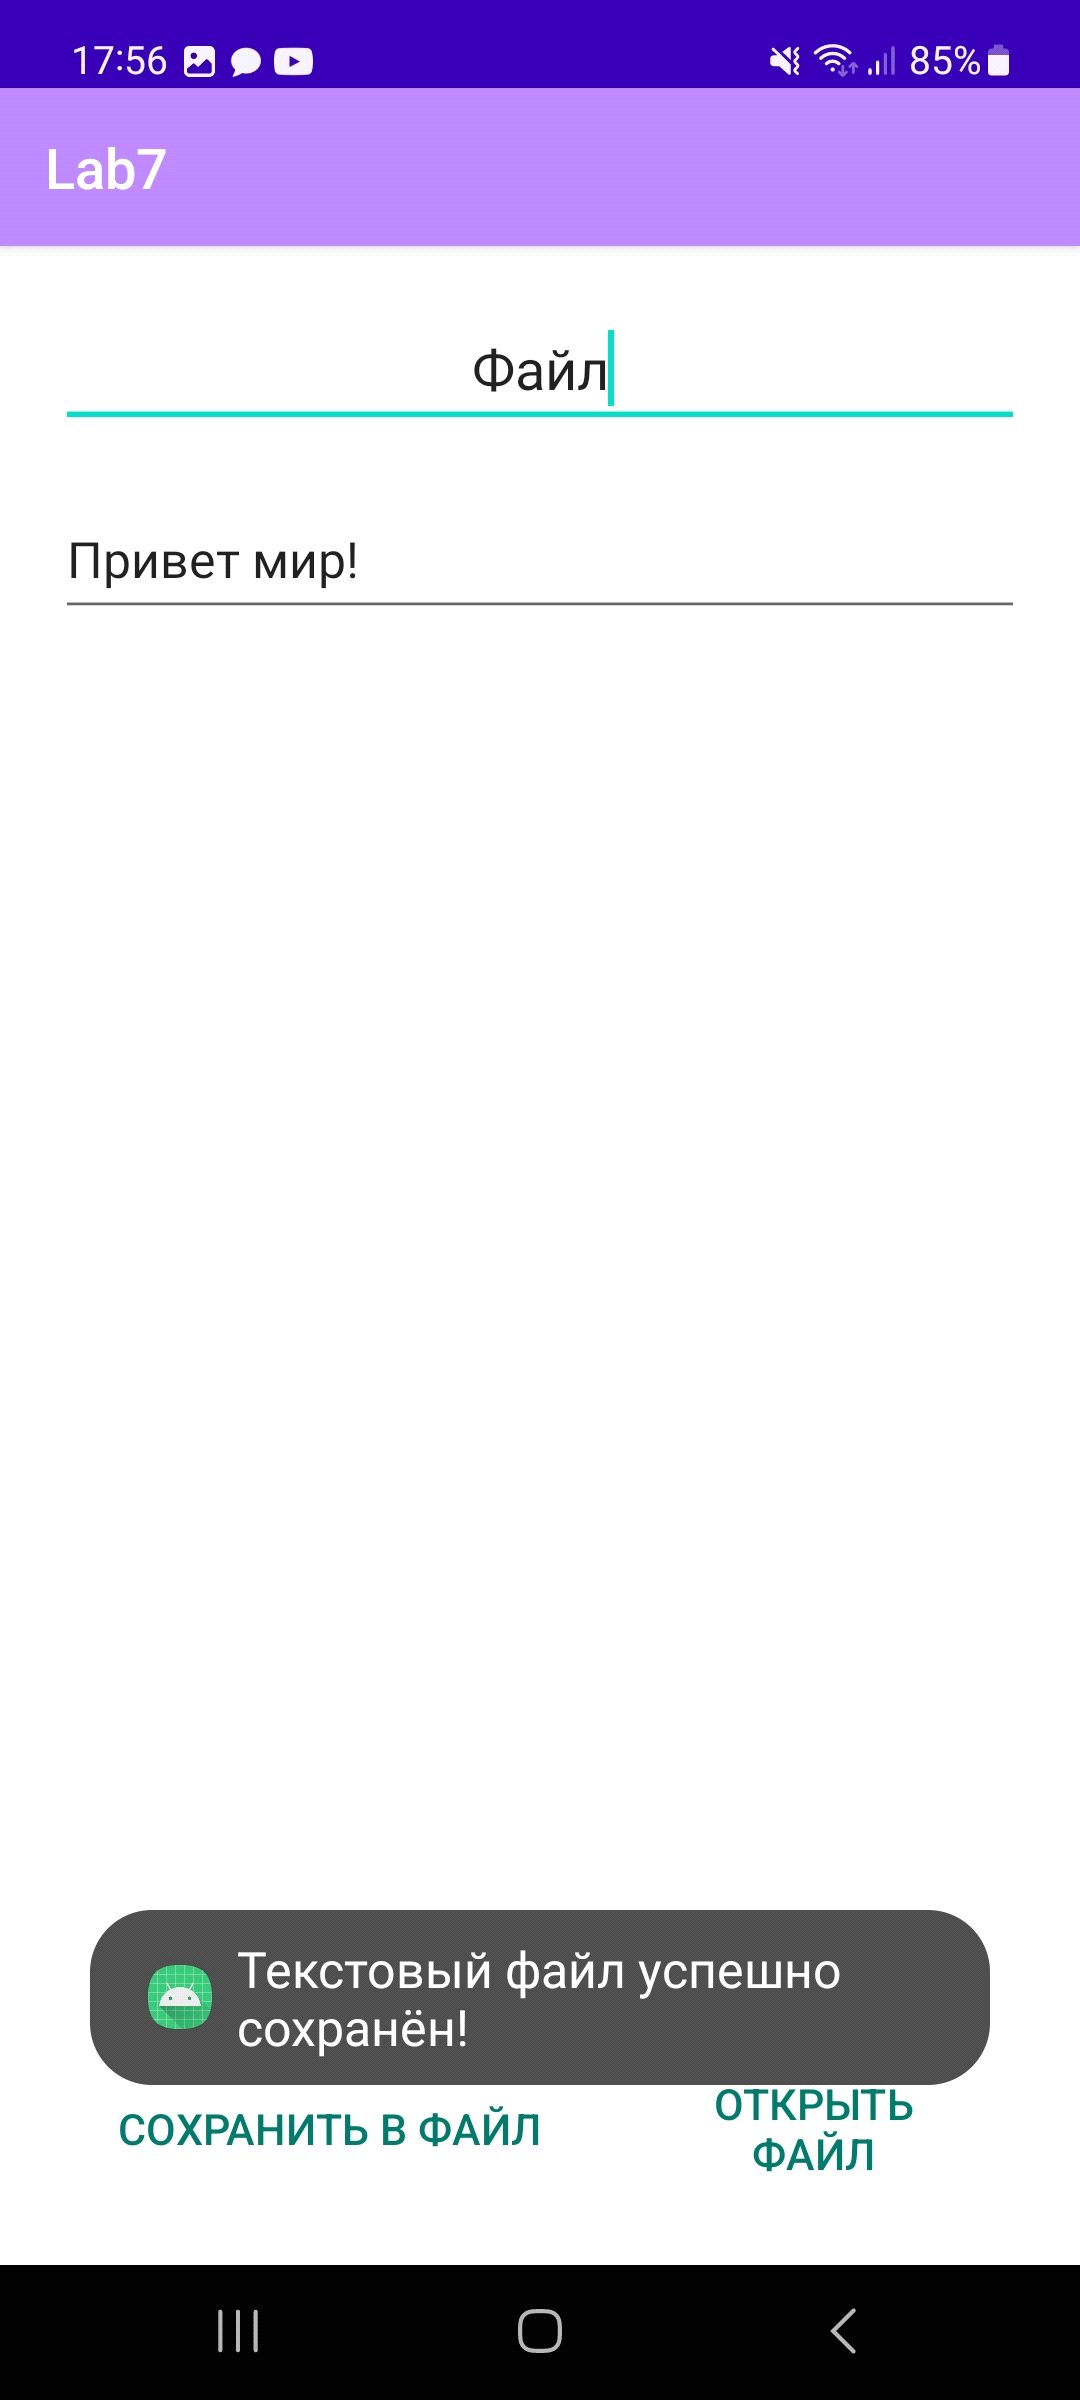 17:56 85%
Lab7
Файл
Привет мир!
Текстовый файл успешно
сохранён!
СОХРАНИТЬ В ФАЙЛ
ОТКРЫТЬ
ФАЙЛ